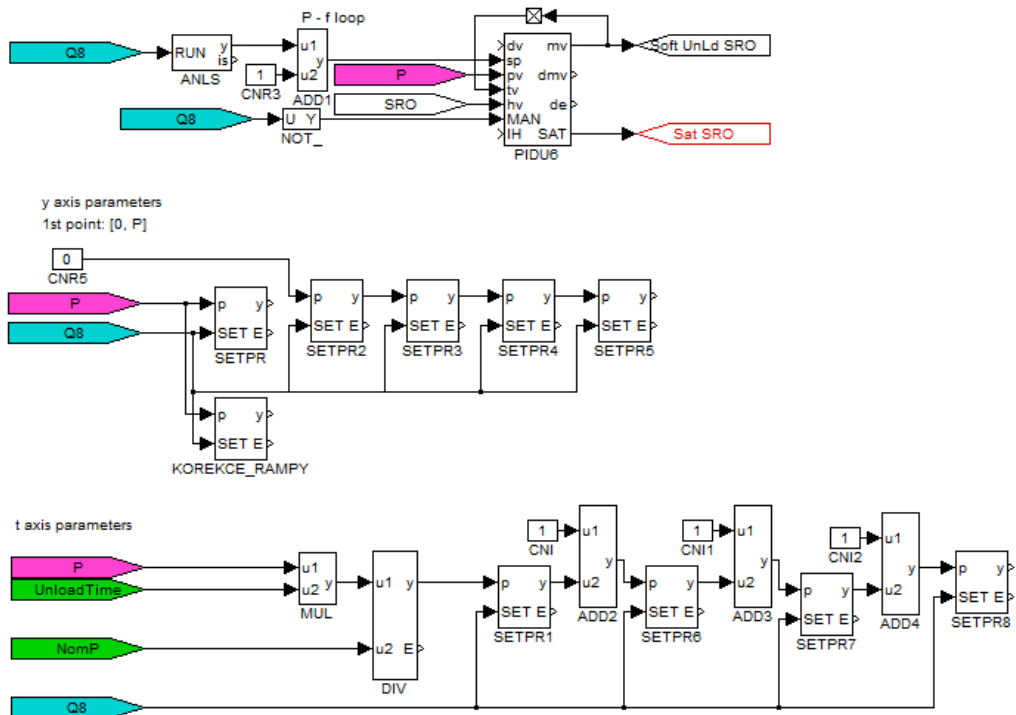 P - f loop
Q8
RUN y
is
ANLS
1
CNR3
u1
y
u2
ADD1
P
SRO
Q8
U Y
NOT_
dv mv
sp
pv dmv
tv
hv de
MAN
IH SAT
PIDU6
Soft UnLd SRO
Sat SRO
y axis parameters
1st point: [0, P]
0
CNR5
P
Q8
p y
SET E
SETPR
p y
SET E
SETPR2
p y
SET E
SETPR3
p y
SET E
SETPR4
p y
SET E
SETPR5
p y
SET E
KOREKCE_RAMPY
t axis parameters
P
UnloadTime
NomP
Q8
u1
y
u2
MUL
u1 y
u2 E
DIV
p y
SET E
SETPR1
1
CNI
u1
y
u2
ADD2
p y
SET E
SETPR6
1
CNI1
u1
y
u2
ADD3
p y
SET E
SETPR7
1
CNI2
u1
y
u2
ADD4
p y
SET E
SETPR8